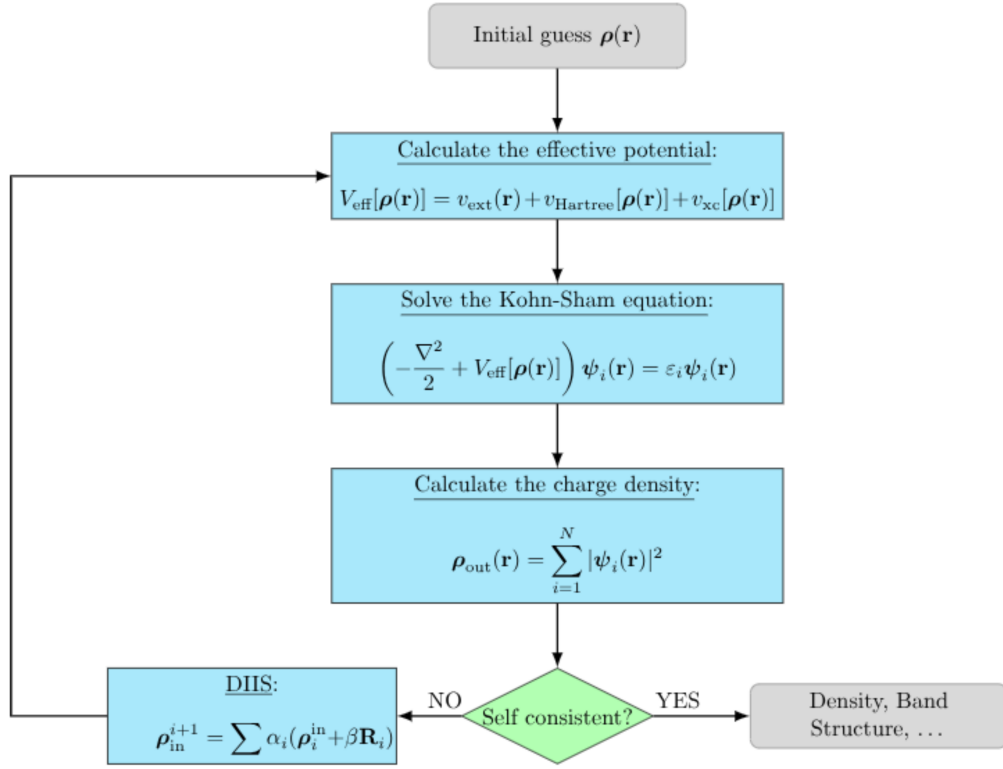 Initial guess 𝝆(𝐫)
Calculate the effective potential:
V_eff[𝝆(𝐫)] = v_ext(𝐫) + v_Hartree[𝝆(𝐫)] + v_xc[𝝆(𝐫)]
Solve the Kohn-Sham equation:
(−∇²/2 + V_eff[𝝆(𝐫)]) 𝝍_i(𝐫) = ε_i 𝝍_i(𝐫)
Calculate the charge density:
𝝆_out(𝐫) = ∑_{i=1}^{N} |𝝍_i(𝐫)|²
Self consistent?
NO
YES
DIIS:
𝝆_in^{i+1} = ∑ α_i(𝝆_i^in + β𝐑_i)
Density, Band
Structure, …